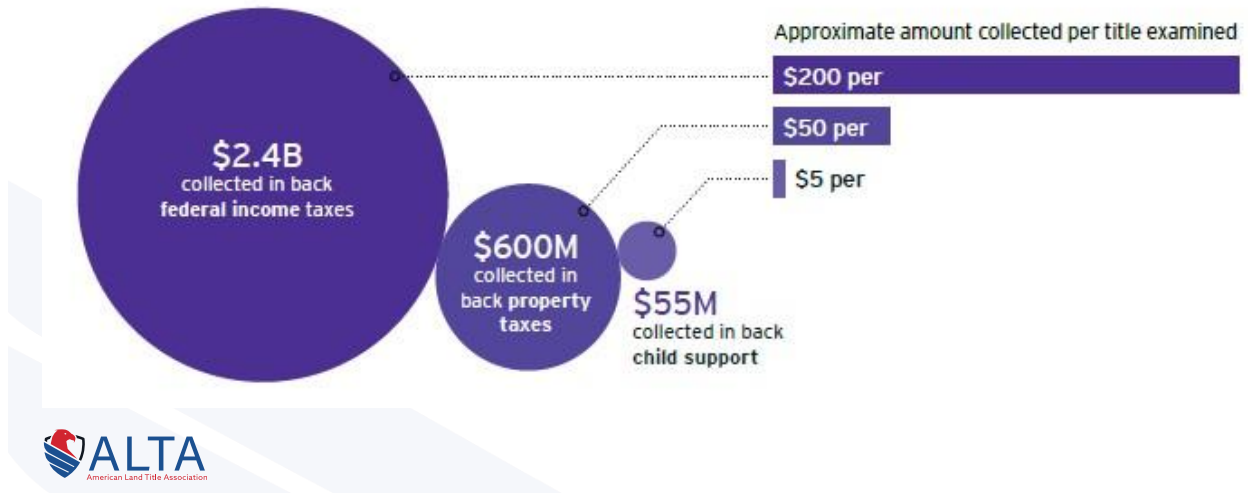 Approximate amount collected per title examined
$200 per
$50 per
$5 per
$2.4B
collected in back
federal income taxes
$600M
collected in
back property
taxes
$55M
collected in back
child support
ALTA
American Land Title Association